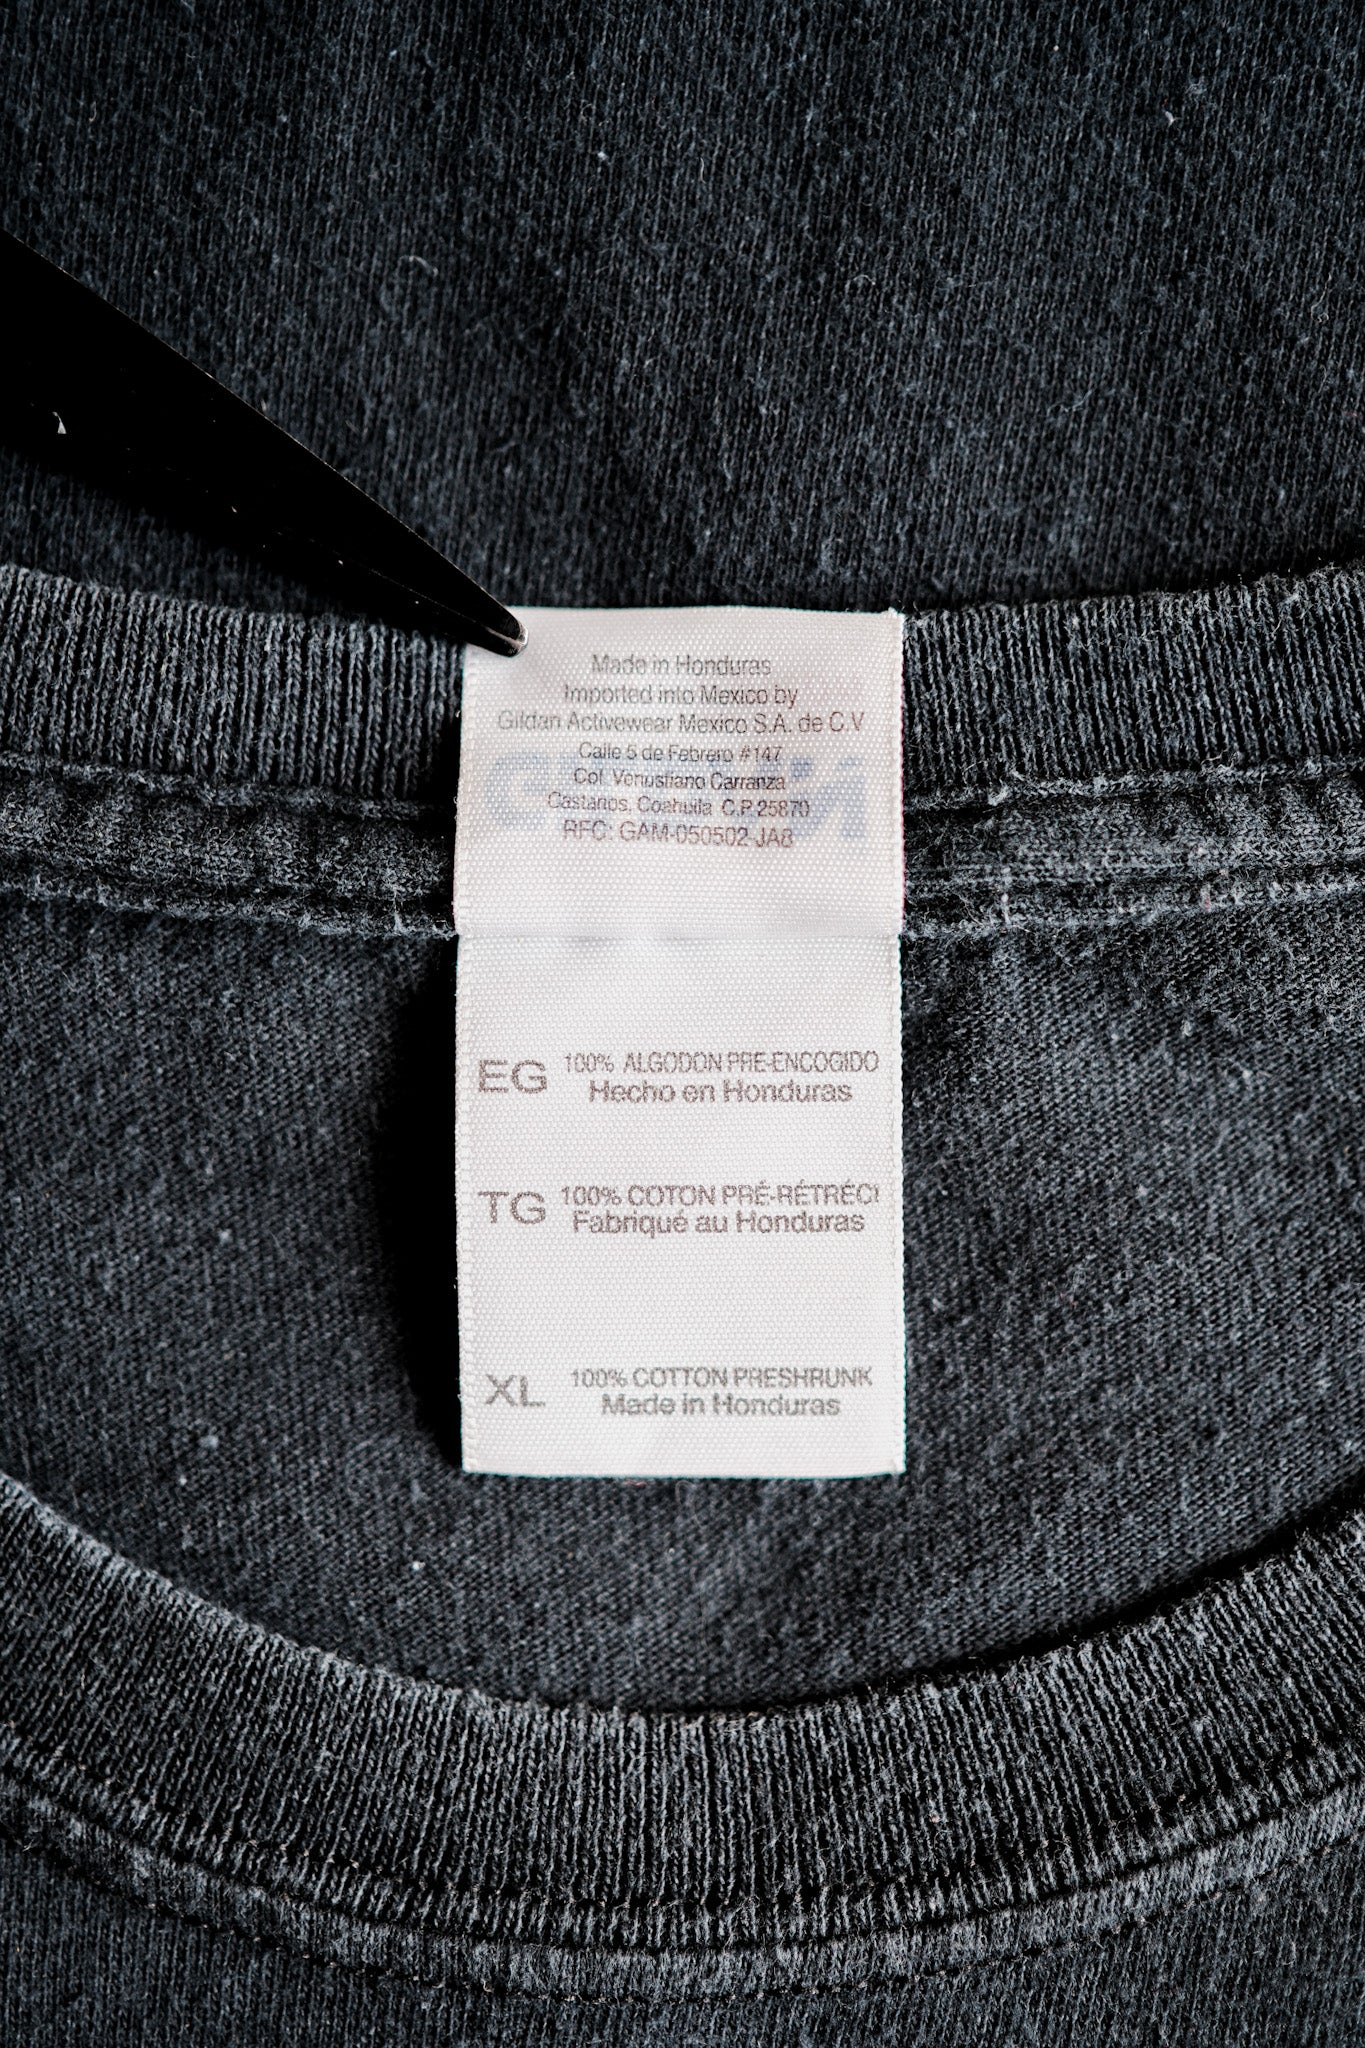 Made in Honduras
Imported into Mexico by
Gildan Activewear Mexico S.A. de C.V
Calle 5 de Febrero #147
Col. Venustiano Carranza
Castaños, Coahuila C.P. 25870
RFC: GAM-050502-JA8
EG 100% ALGODON PRE-ENCOGIDO
Hecho en Honduras
TG 100% COTON PRÉ-RÉTRÉCI
Fabriqué au Honduras
XL 100% COTTON PRESHRUNK
Made in Honduras